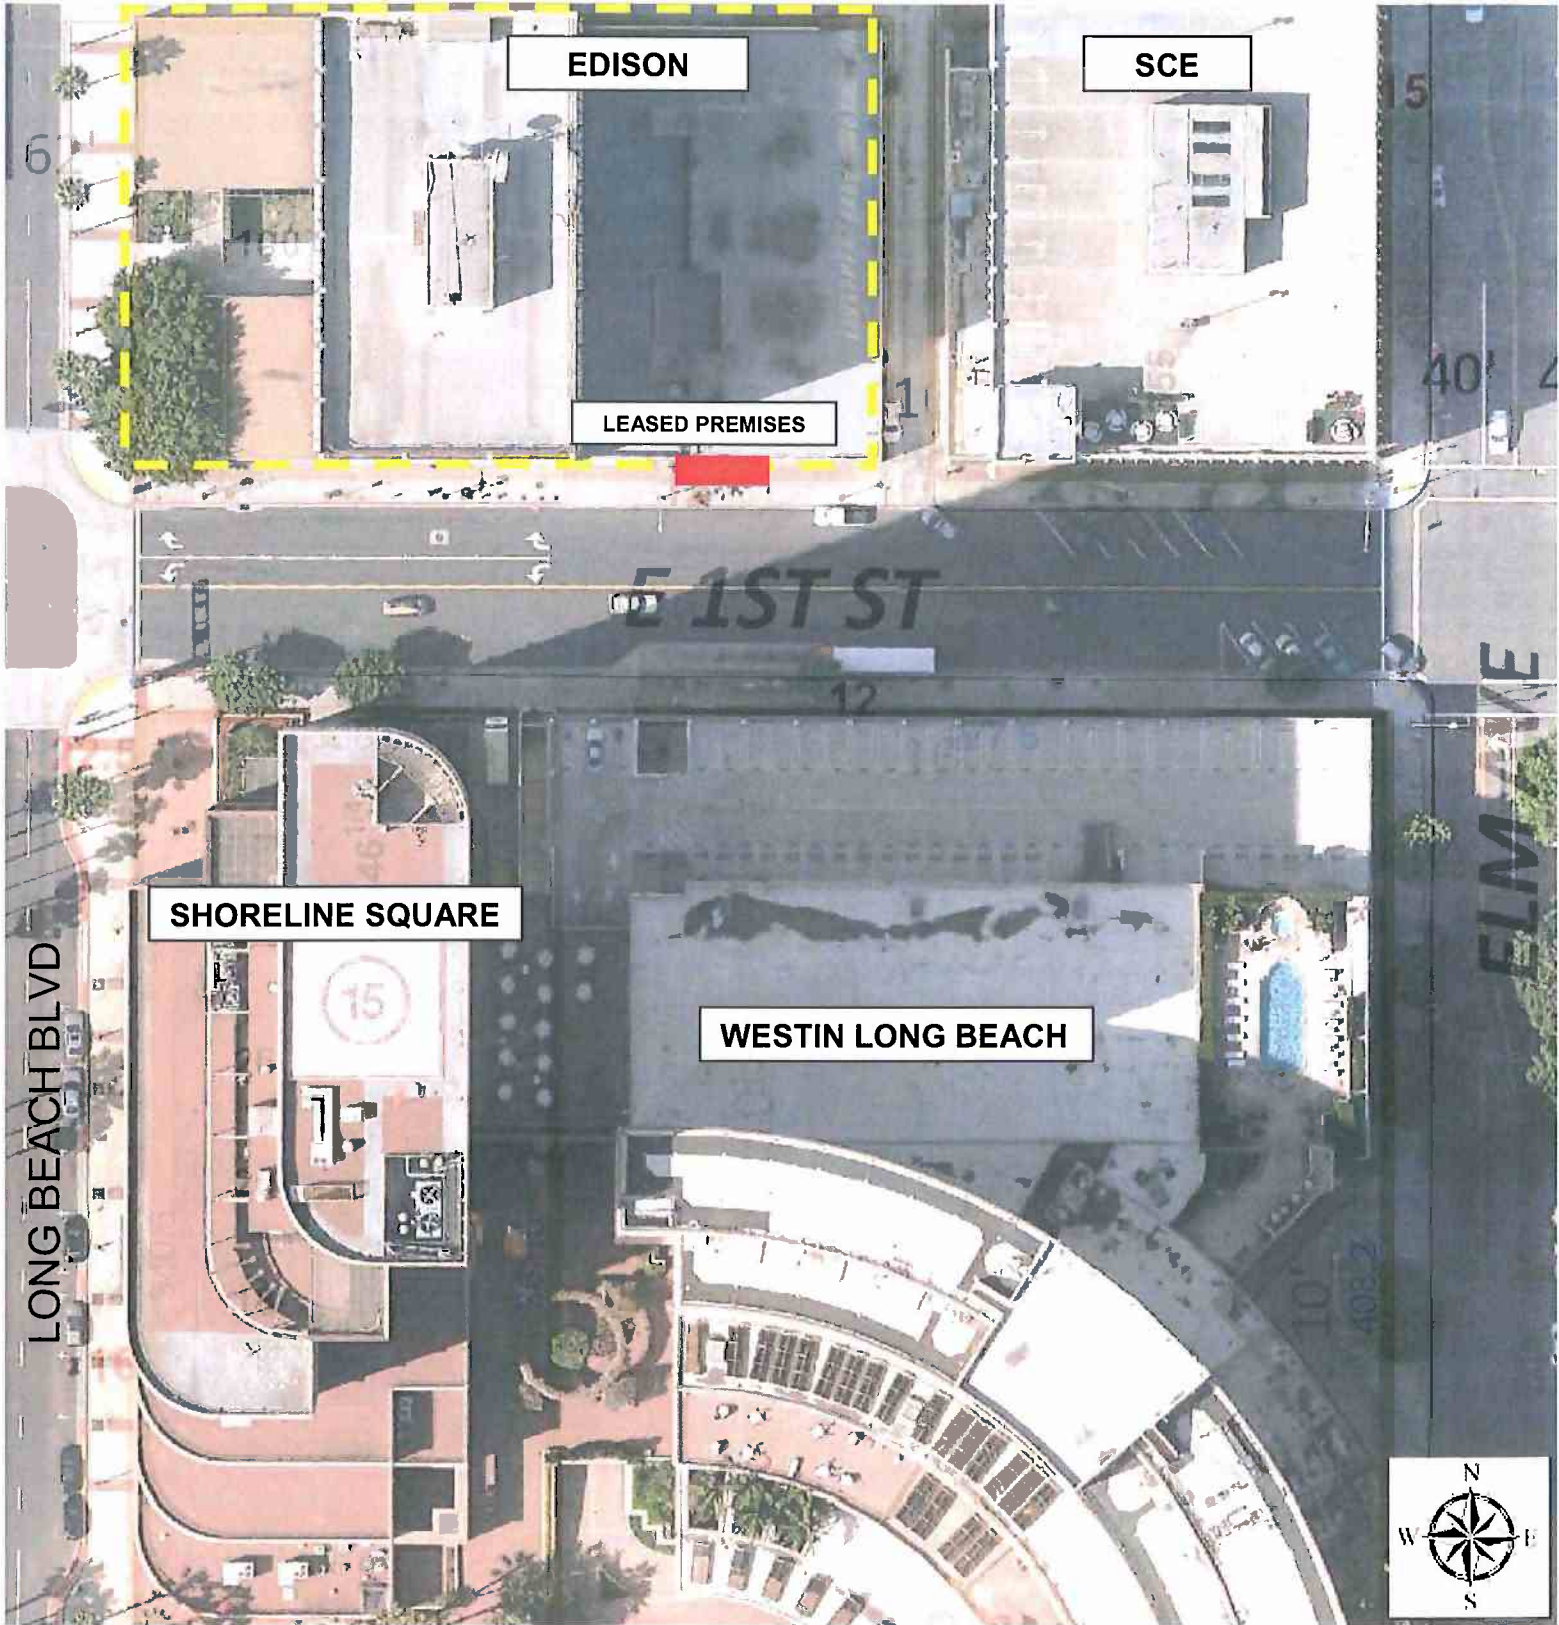 EDISON
SCE
15
40'
LEASED PREMISES
E 1ST ST
12
SHORELINE SQUARE
15
WESTIN LONG BEACH
LONG BEACH BLVD
ELM
10'
N
W
E
S